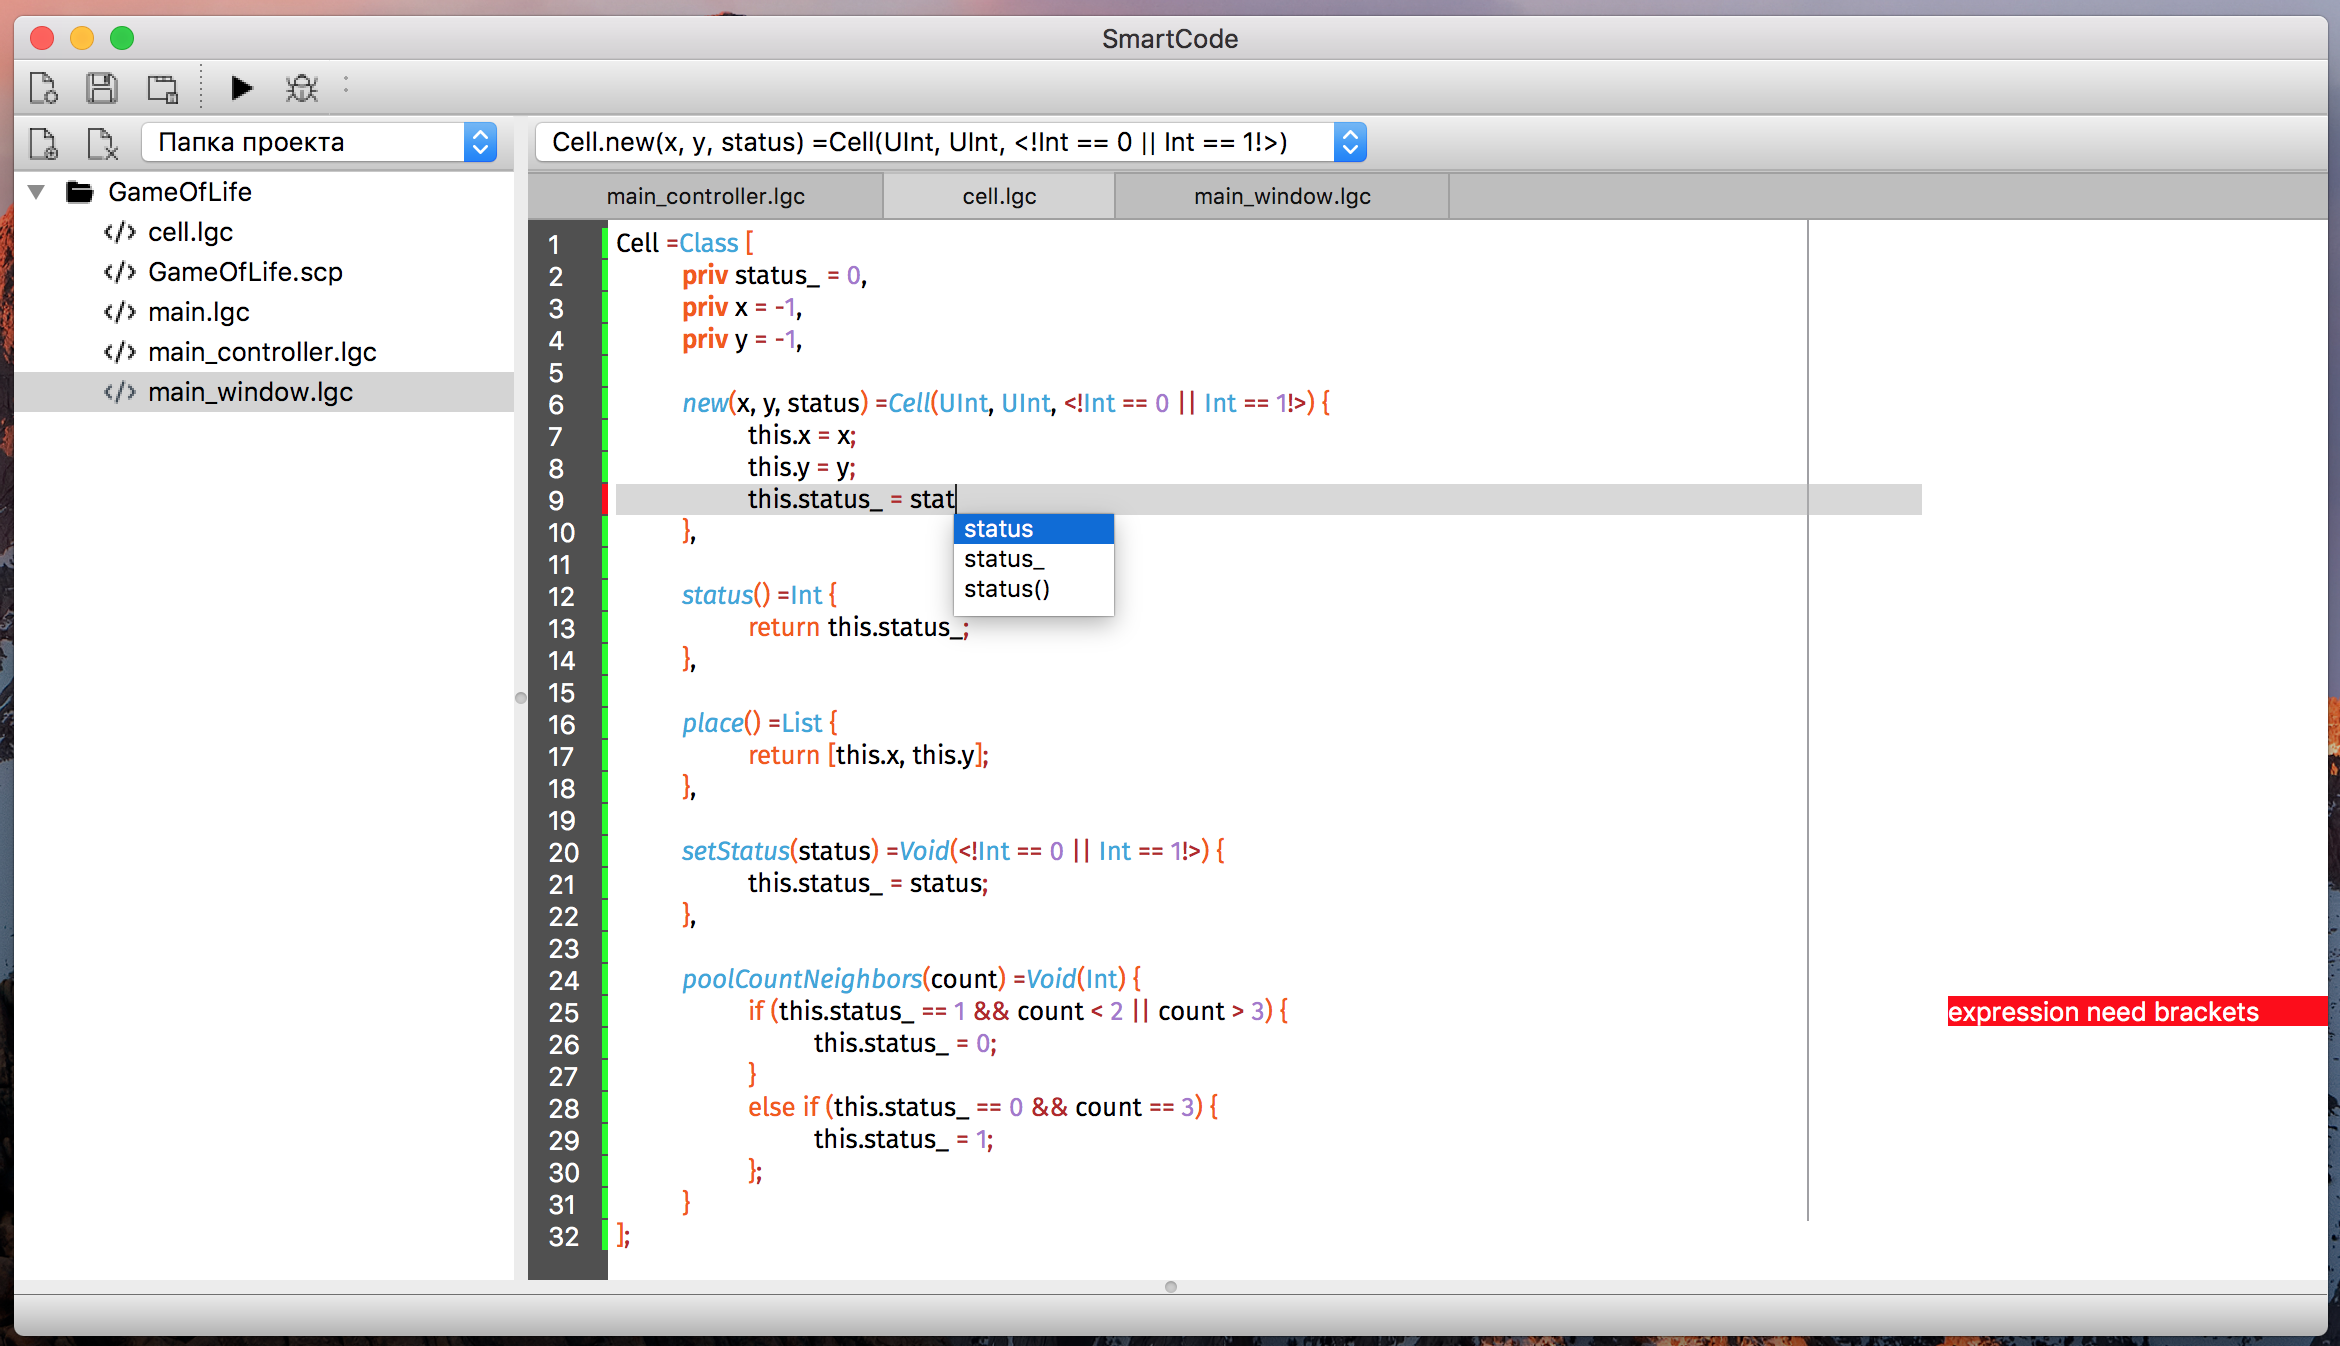 SmartCode
Папка проекта
Cell.new(x, y, status) =Cell(UInt, UInt, <!Int == 0 || Int == 1!>)
GameOfLife
cell.lgc
GameOfLife.scp
main.lgc
main_controller.lgc
main_window.lgc
main_controller.lgc
cell.lgc
main_window.lgc
1 Cell =Class [
2 priv status_ = 0,
3 priv x = -1,
4 priv y = -1,
5
6 new(x, y, status) =Cell(UInt, UInt, <!Int == 0 || Int == 1!>) {
7 this.x = x;
8 this.y = y;
9 this.status_ = stat
status
status_
status()
10 },
11
12 status() =Int {
13 return this.status_;
14 },
15
16 place() =List {
17 return [this.x, this.y];
18 },
19
20 setStatus(status) =Void(<!Int == 0 || Int == 1!>) {
21 this.status_ = status;
22 },
23
24 poolCountNeighbors(count) =Void(Int) {
25 if (this.status_ == 1 && count < 2 || count > 3) {
expression need brackets
26 this.status_ = 0;
27 }
28 else if (this.status_ == 0 && count == 3) {
29 this.status_ = 1;
30 };
31 }
32 ];